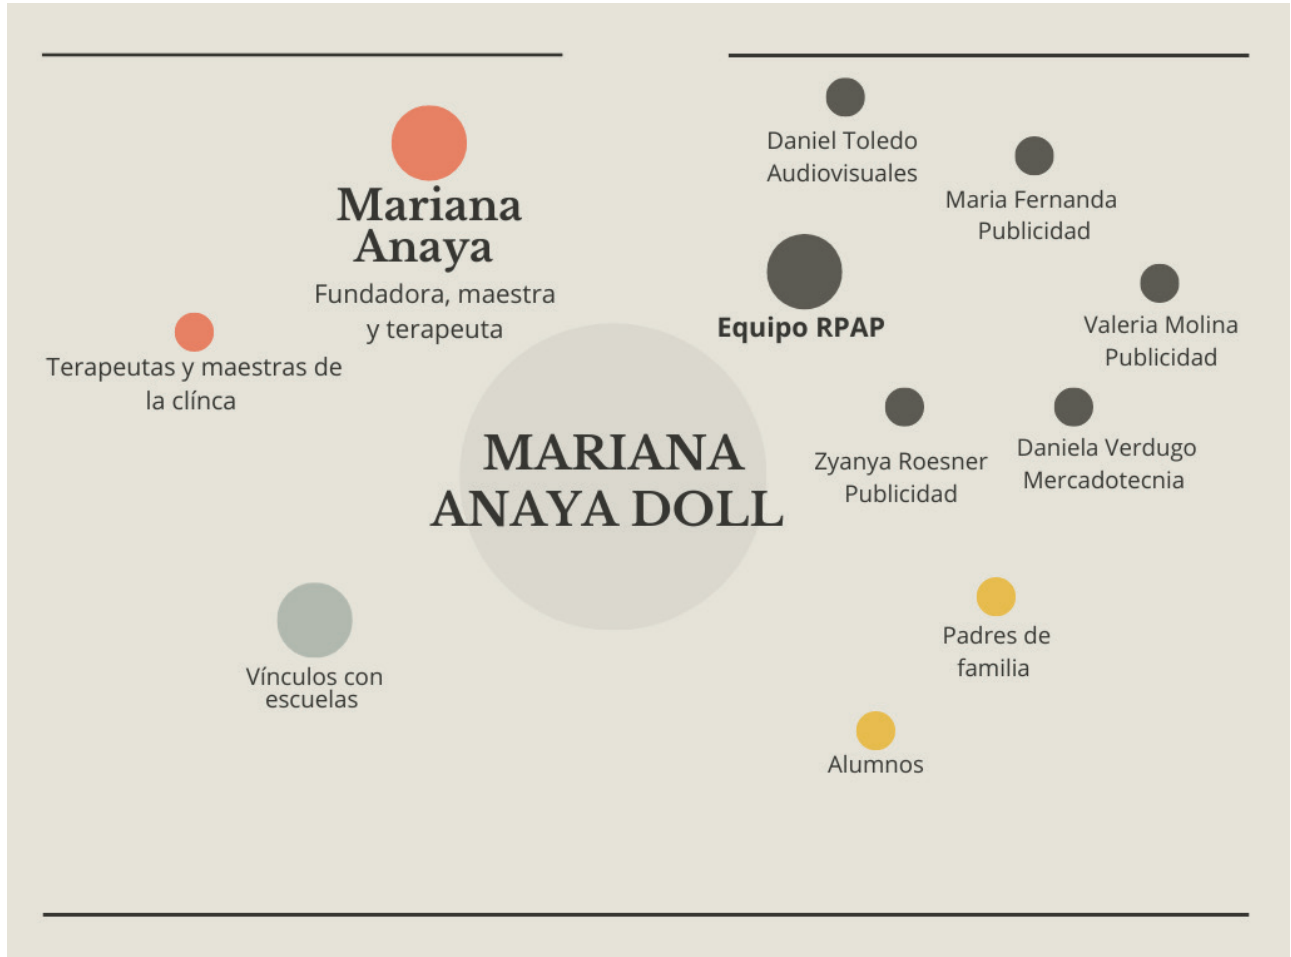 Mariana
Anaya
Fundadora, maestra
y terapeuta
Terapeutas y maestras de
la clínca
MARIANA
ANAYA DOLL
Vínculos con
escuelas
Daniel Toledo
Audiovisuales
Maria Fernanda
Publicidad
Equipo RPAP
Valeria Molina
Publicidad
Zyanya Roesner
Publicidad
Daniela Verdugo
Mercadotecnia
Padres de
familia
Alumnos